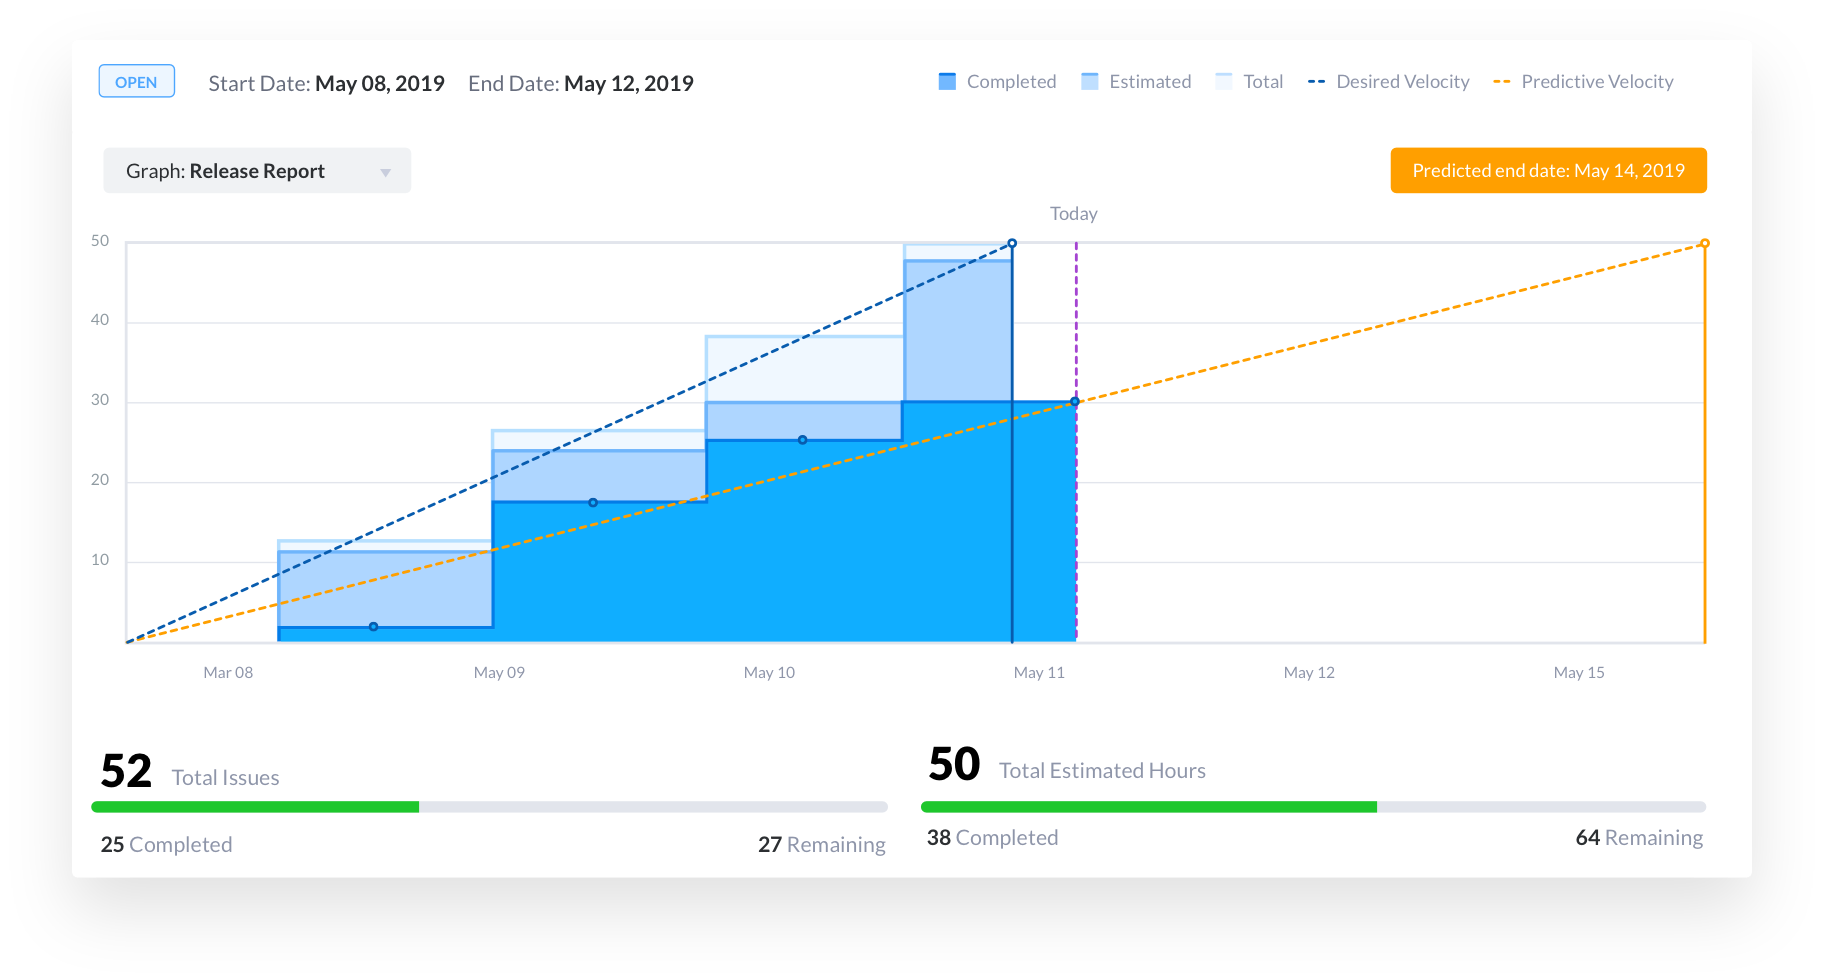 OPEN Start Date: May 08, 2019 End Date: May 12, 2019 Completed Estimated Total Desired Velocity Predictive Velocity
Graph: Release Report Predicted end date: May 14, 2019
Today
50
40
30
20
10
Mar 08 May 09 May 10 May 11 May 12 May 15
52 Total Issues 50 Total Estimated Hours
25 Completed 27 Remaining 38 Completed 64 Remaining